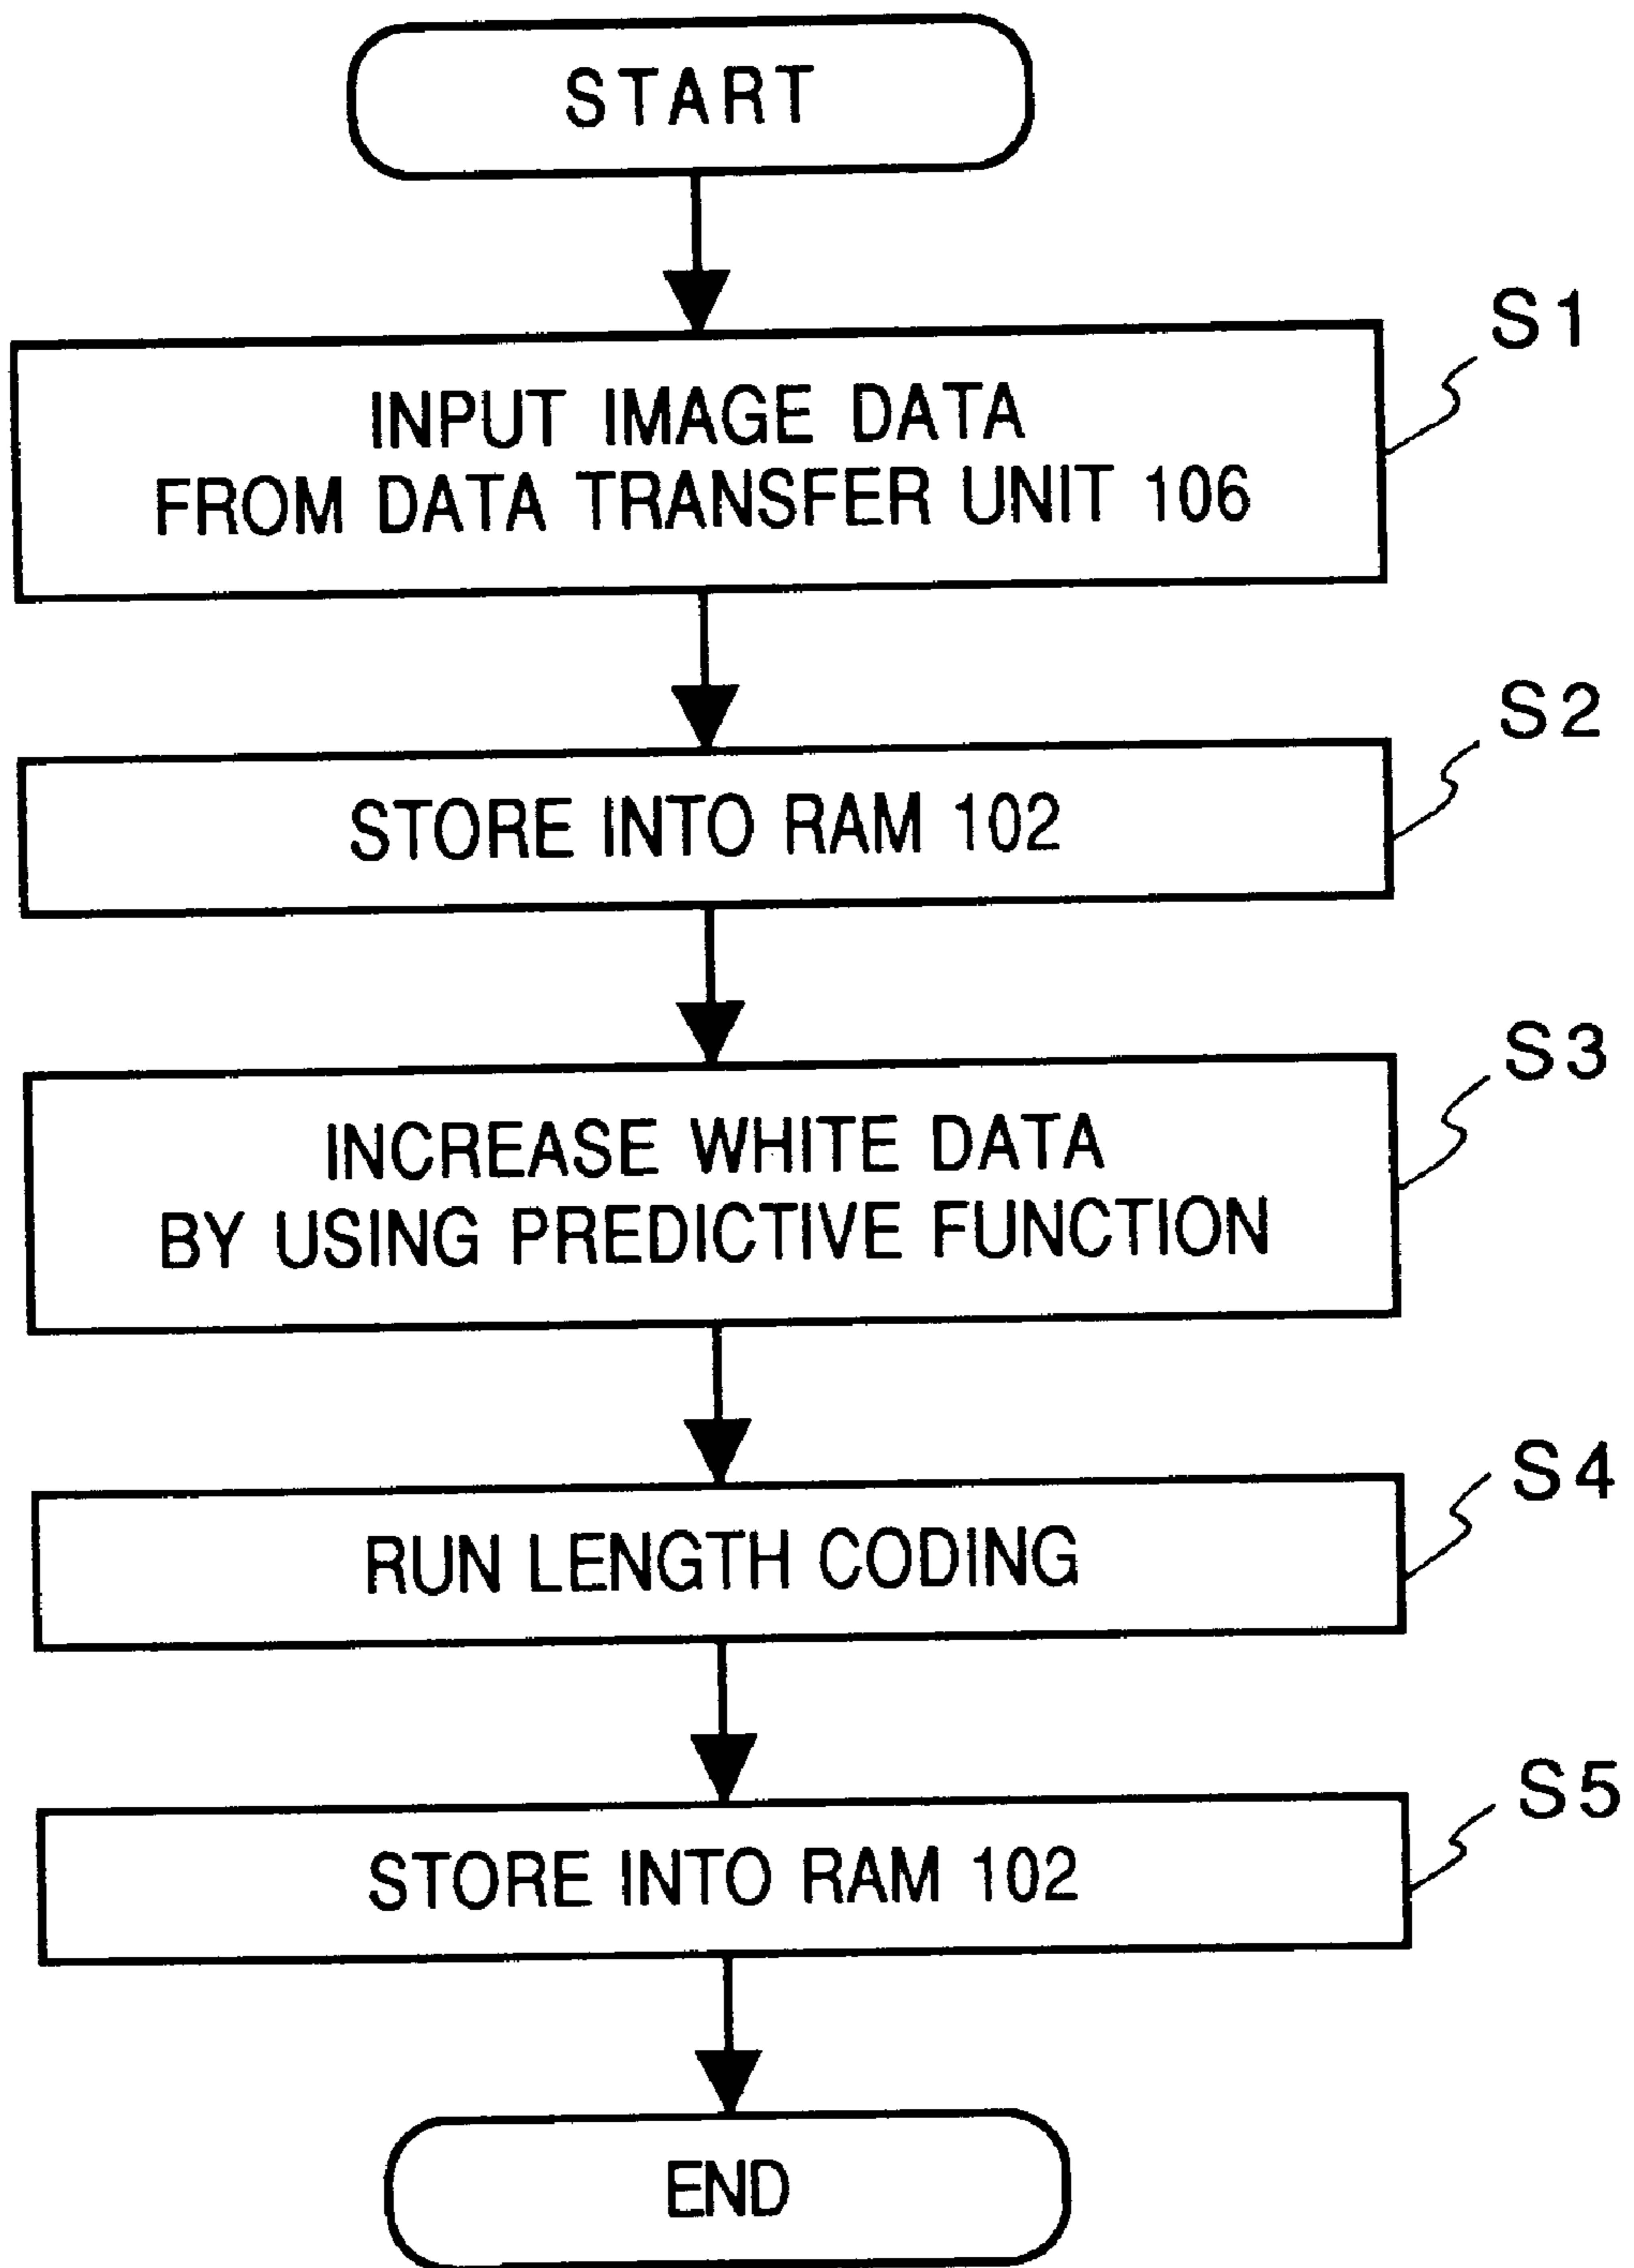 START
S1
INPUT IMAGE DATA
FROM DATA TRANSFER UNIT 106
S2
STORE INTO RAM 102
S3
INCREASE WHITE DATA
BY USING PREDICTIVE FUNCTION
S4
RUN LENGTH CODING
S5
STORE INTO RAM 102
END